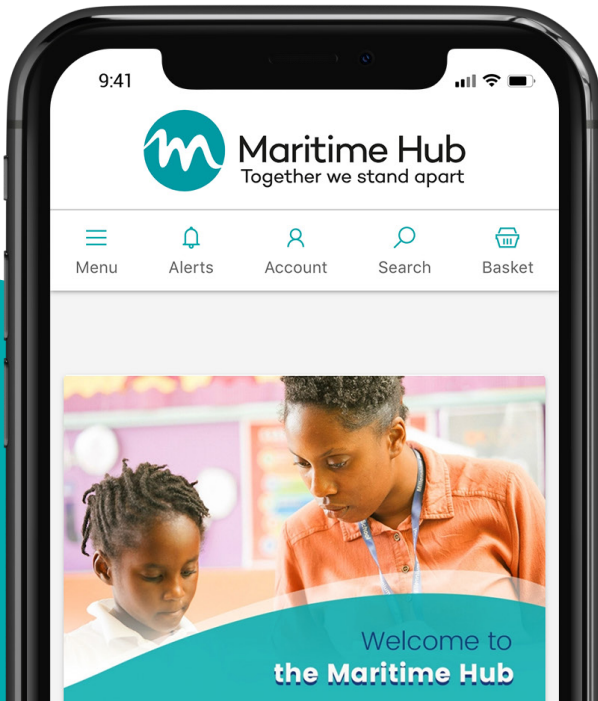 9:41
Maritime Hub
Together we stand apart
Menu Alerts Account Search Basket
Welcome to
the Maritime Hub